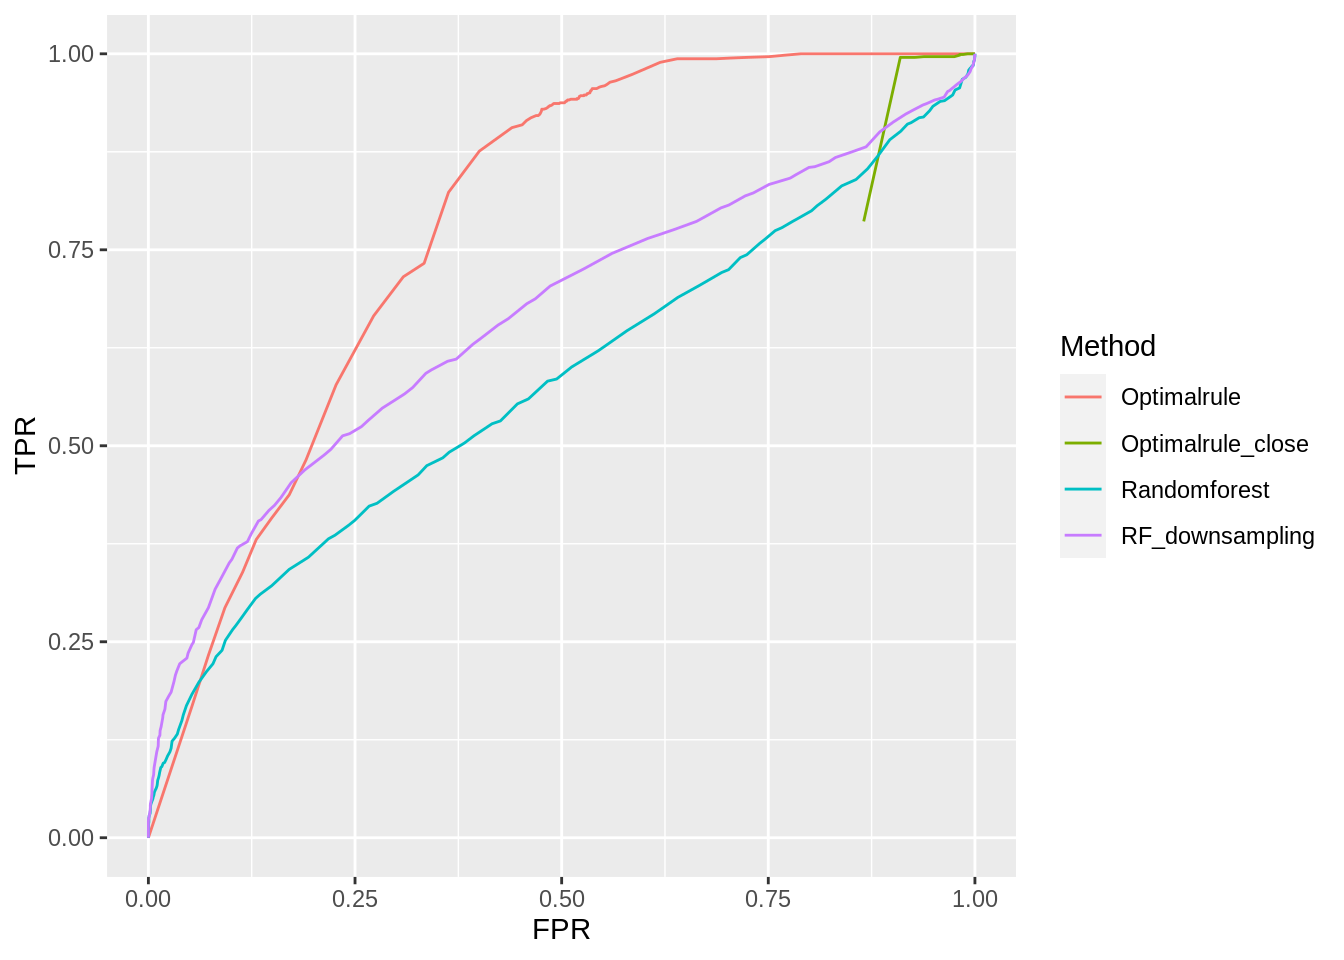 1.00
0.75
0.50
0.25
0.00
TPR
0.00 0.25 0.50 0.75 1.00
FPR
Method
Optimalrule
Optimalrule_close
Randomforest
RF_downsampling